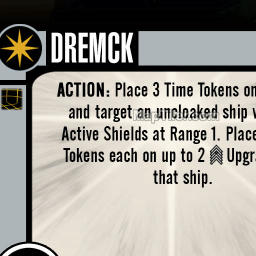 DREMCK
ACTION: Place 3 Time Tokens on
and target an uncloaked ship
Active Shields at Range 1. Place
Tokens each on up to 2
that ship.